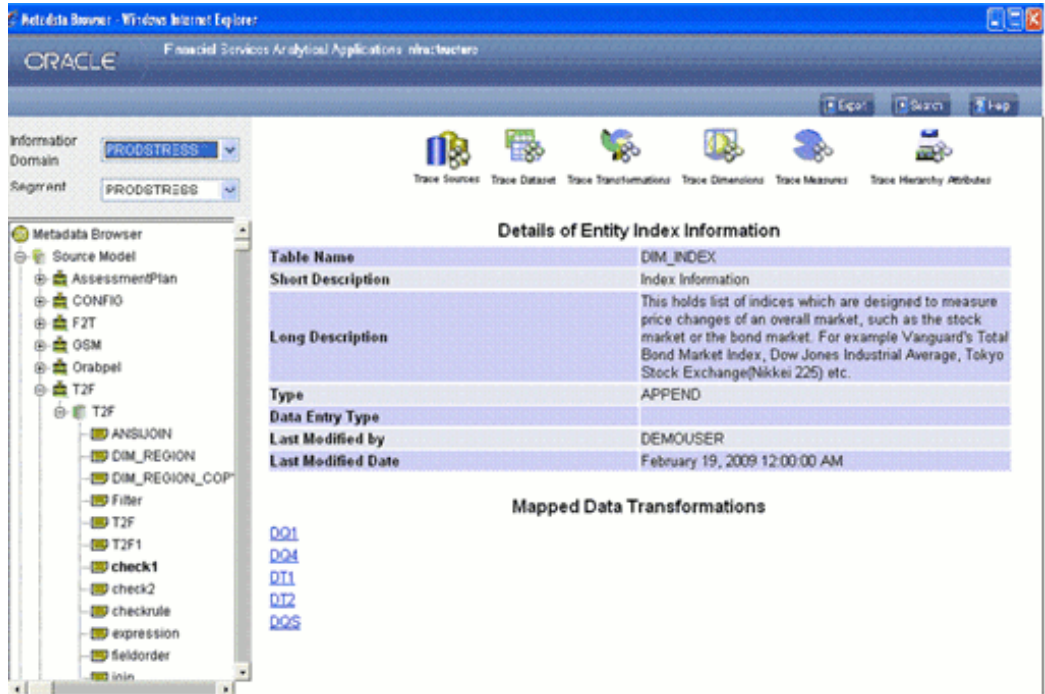 Metadata Browser - Windows Internet Explorer
ORACLE
Financial Services Analytical Applications Infrastructure
Export
Search
Help
Information Domain
PRODSTRESS
Segment
PRODSTRESS
Trace Sources
Trace Dataset
Trace Transformations
Trace Dimensions
Trace Measures
Trace Hierarchy Attributes
Metadata Browser
Source Model
AssessmentPlan
CONFIG
F2T
GSM
Orabpel
T2F
T2F
ANSIJOIN
DIM_REGION
DIM_REGION_COP
Filter
T2F
T2F1
check1
check2
checkrule
expression
fieldorder
join
Details of Entity Index Information
Table Name DIM_INDEX
Short Description Index Information
Long Description
This holds list of indices which are designed to measure
price changes of an overall market, such as the stock
market or the bond market. For example Vanguard's Total
Bond Market Index, Dow Jones Industrial Average, Tokyo
Stock Exchange(Nikkei 225) etc.
Type APPEND
Data Entry Type
Last Modified by DEMOUSER
Last Modified Date February 19, 2009 12:00:00 AM
Mapped Data Transformations
DQ1
DQ4
DT1
DT2
DQS